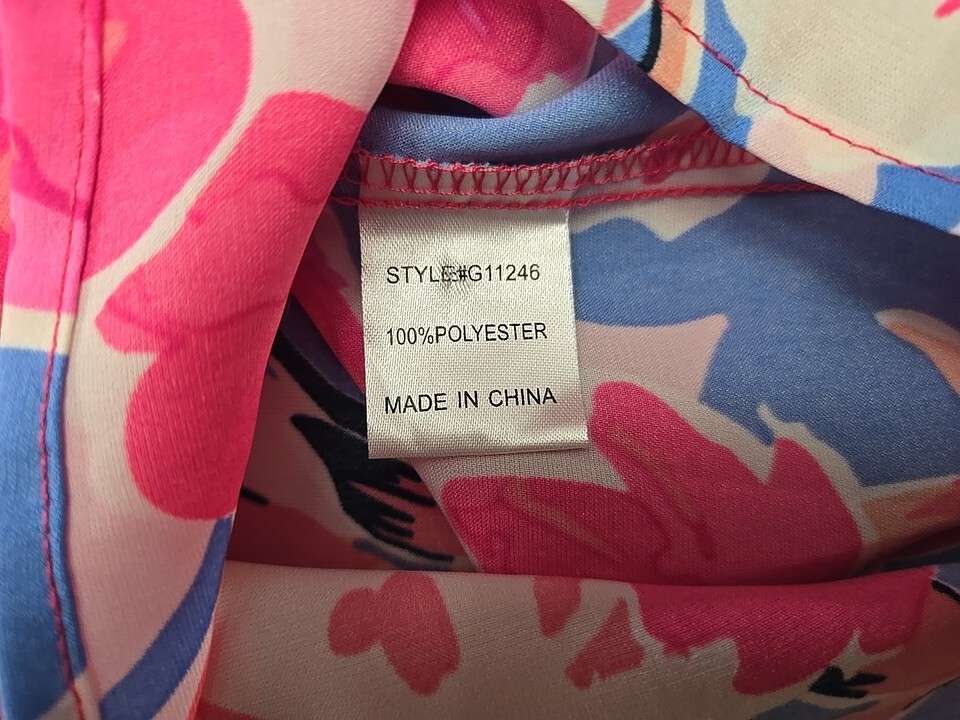 STYLE#G11246
100%POLYESTER
MADE IN CHINA